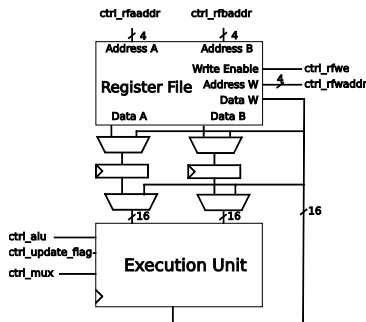 ctrl_rfaaddr ctrl_rfbaddr
4 4
Address A Address B
Write Enable ctrl_rfwe
Register File Address W 4 ctrl_rfwaddr
Data W
Data A Data B
16 16 16
ctrl_alu
ctrl_update_flag
Execution Unit
ctrl_mux